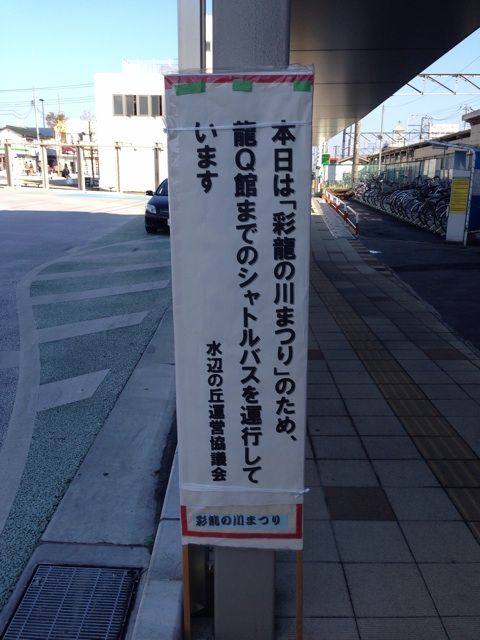 本日は「彩龍の川まつり」のため、
龍Q館までのシャトルバスを運行して
います
水辺の丘運営協議会
彩龍の川まつり